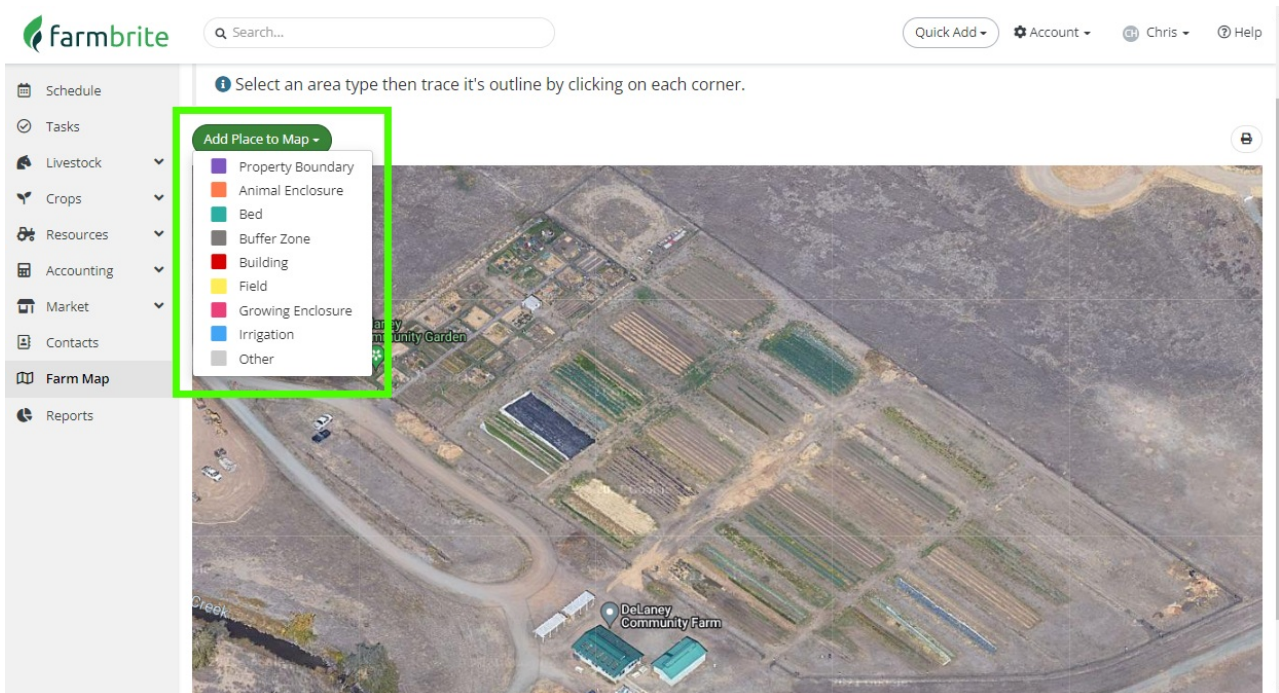 farmbrite
Search...
Quick Add
Account
CH Chris
Help
Schedule
Tasks
Livestock
Crops
Resources
Accounting
Market
Contacts
Farm Map
Reports
Select an area type then trace it's outline by clicking on each corner.
Add Place to Map
Property Boundary
Animal Enclosure
Bed
Buffer Zone
Building
Field
Growing Enclosure
Irrigation
Other
Garden
DeLaney
Community Farm
Creek